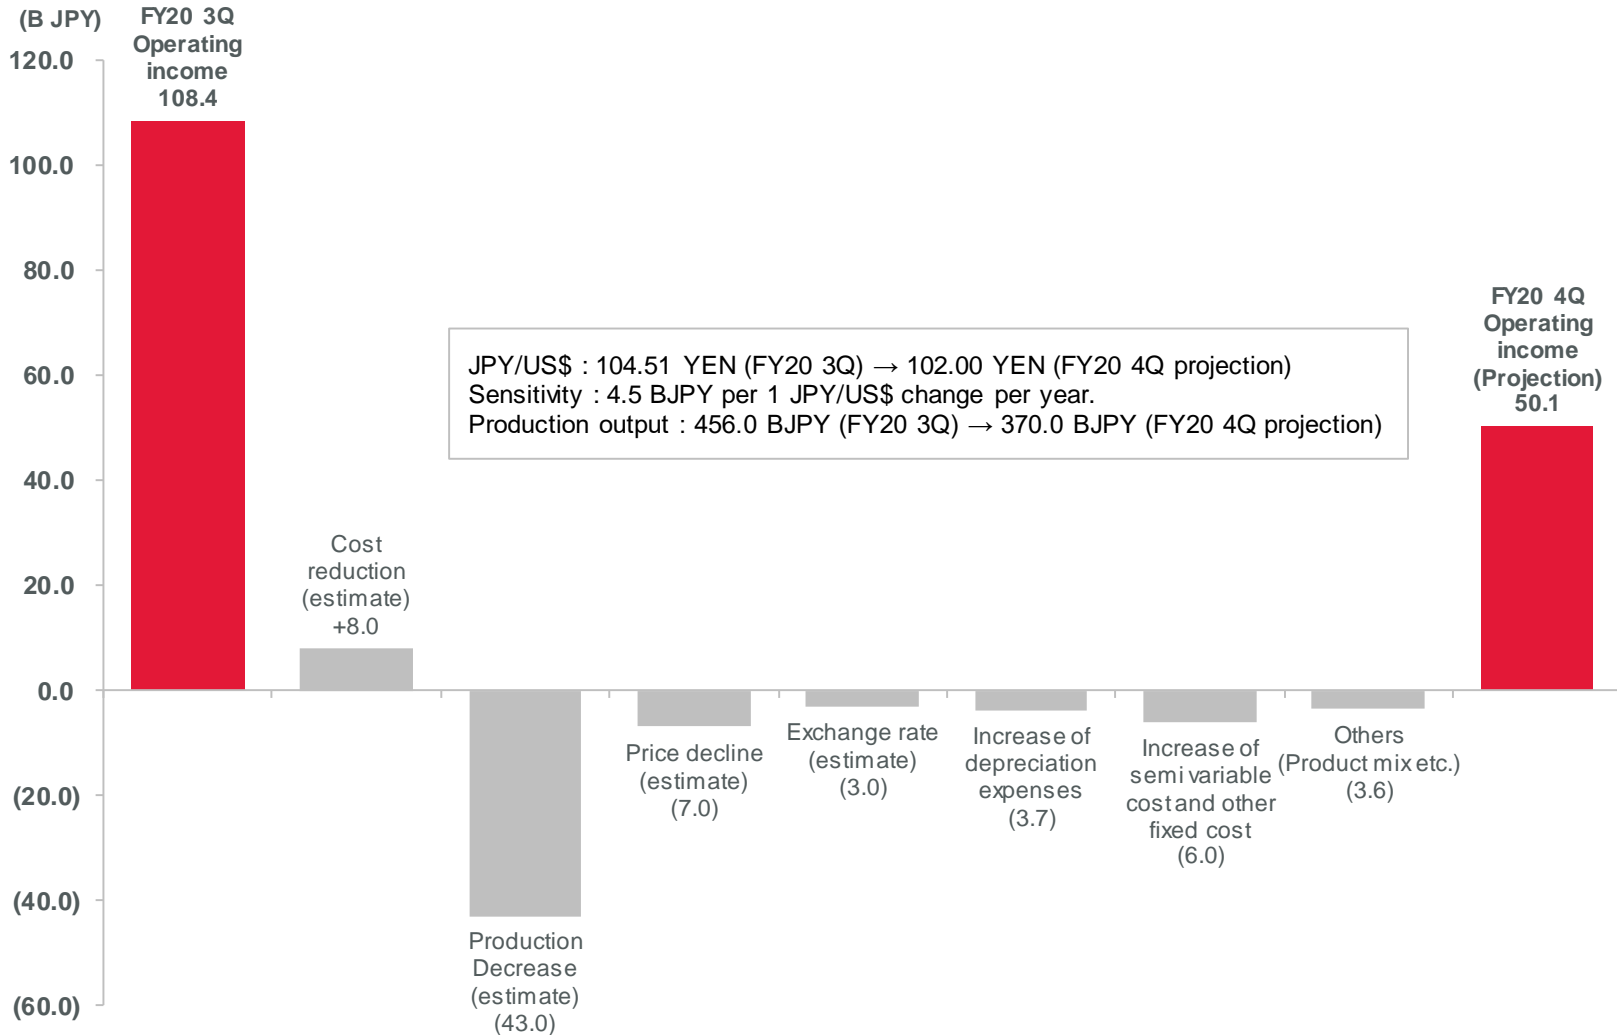 (B JPY)
FY20 3Q
Operating
income
108.4
120.0
100.0
80.0
60.0
40.0
20.0
0.0
(20.0)
(40.0)
(60.0)
Cost
reduction
(estimate)
+8.0
Production
Decrease
(estimate)
(43.0)
Price decline
(estimate)
(7.0)
Exchange rate
(estimate)
(3.0)
Increase of
depreciation
expenses
(3.7)
Increase of
semi variable
cost and other
fixed cost
(6.0)
Others
(Product mix etc.)
(3.6)
FY20 4Q
Operating
income
(Projection)
50.1
JPY/US$ : 104.51 YEN (FY20 3Q) → 102.00 YEN (FY20 4Q projection)
Sensitivity : 4.5 BJPY per 1 JPY/US$ change per year.
Production output : 456.0 BJPY (FY20 3Q) → 370.0 BJPY (FY20 4Q projection)